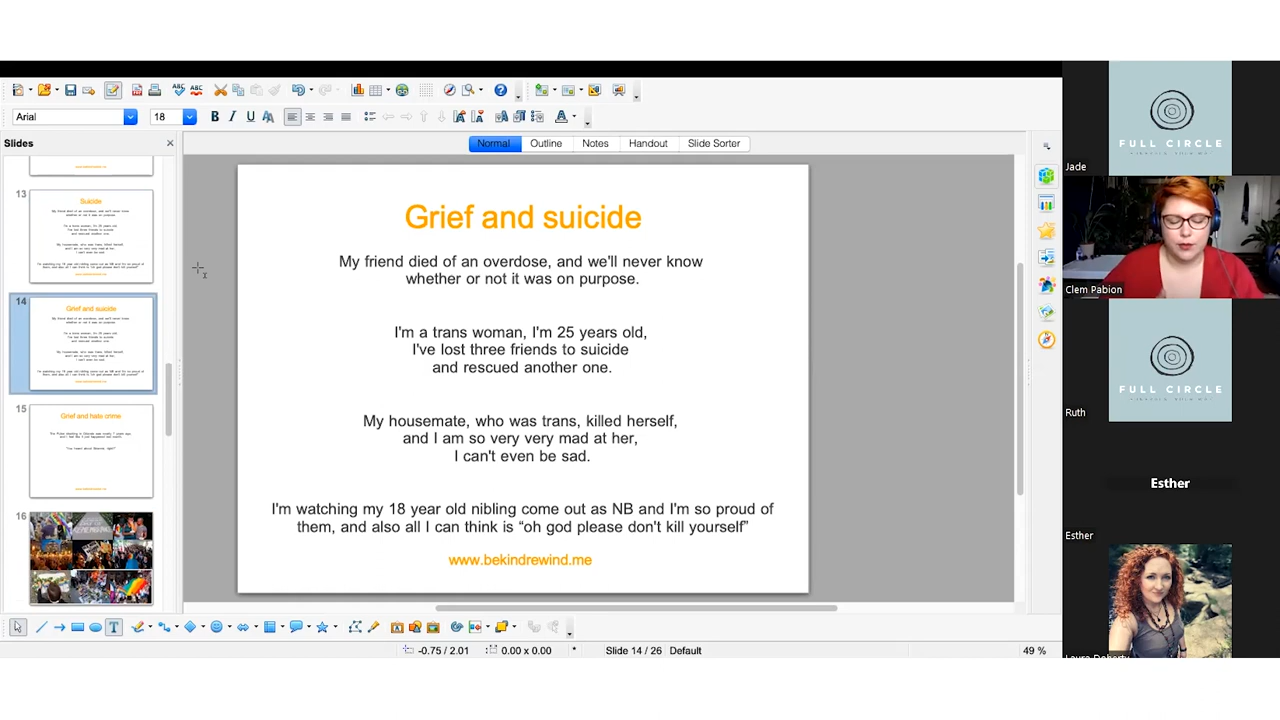 Arial
18
Slides
Normal
Outline
Notes
Handout
Slide Sorter
13
Suicide
14
Grief and suicide
15
Grief and hate crime
16
Grief and suicide
My friend died of an overdose, and we'll never know
whether or not it was on purpose.
I'm a trans woman, I'm 25 years old,
I've lost three friends to suicide
and rescued another one.
My housemate, who was trans, killed herself,
and I am so very very mad at her,
I can't even be sad.
I'm watching my 18 year old nibling come out as NB and I'm so proud of
them, and also all I can think is “oh god please don't kill yourself”
www.bekindrewind.me
-0.75 / 2.01
0.00 x 0.00
*
Slide 14 / 26
Default
49 %
FULL CIRCLE
Jade
Clem Pabion
FULL CIRCLE
Ruth
Esther
Esther
Laura Doherty